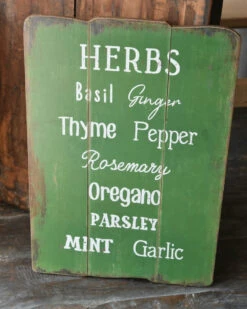 HERBS
Basil Ginger
Thyme Pepper
Rosemary
Oregano
PARSLEY
MINT Garlic